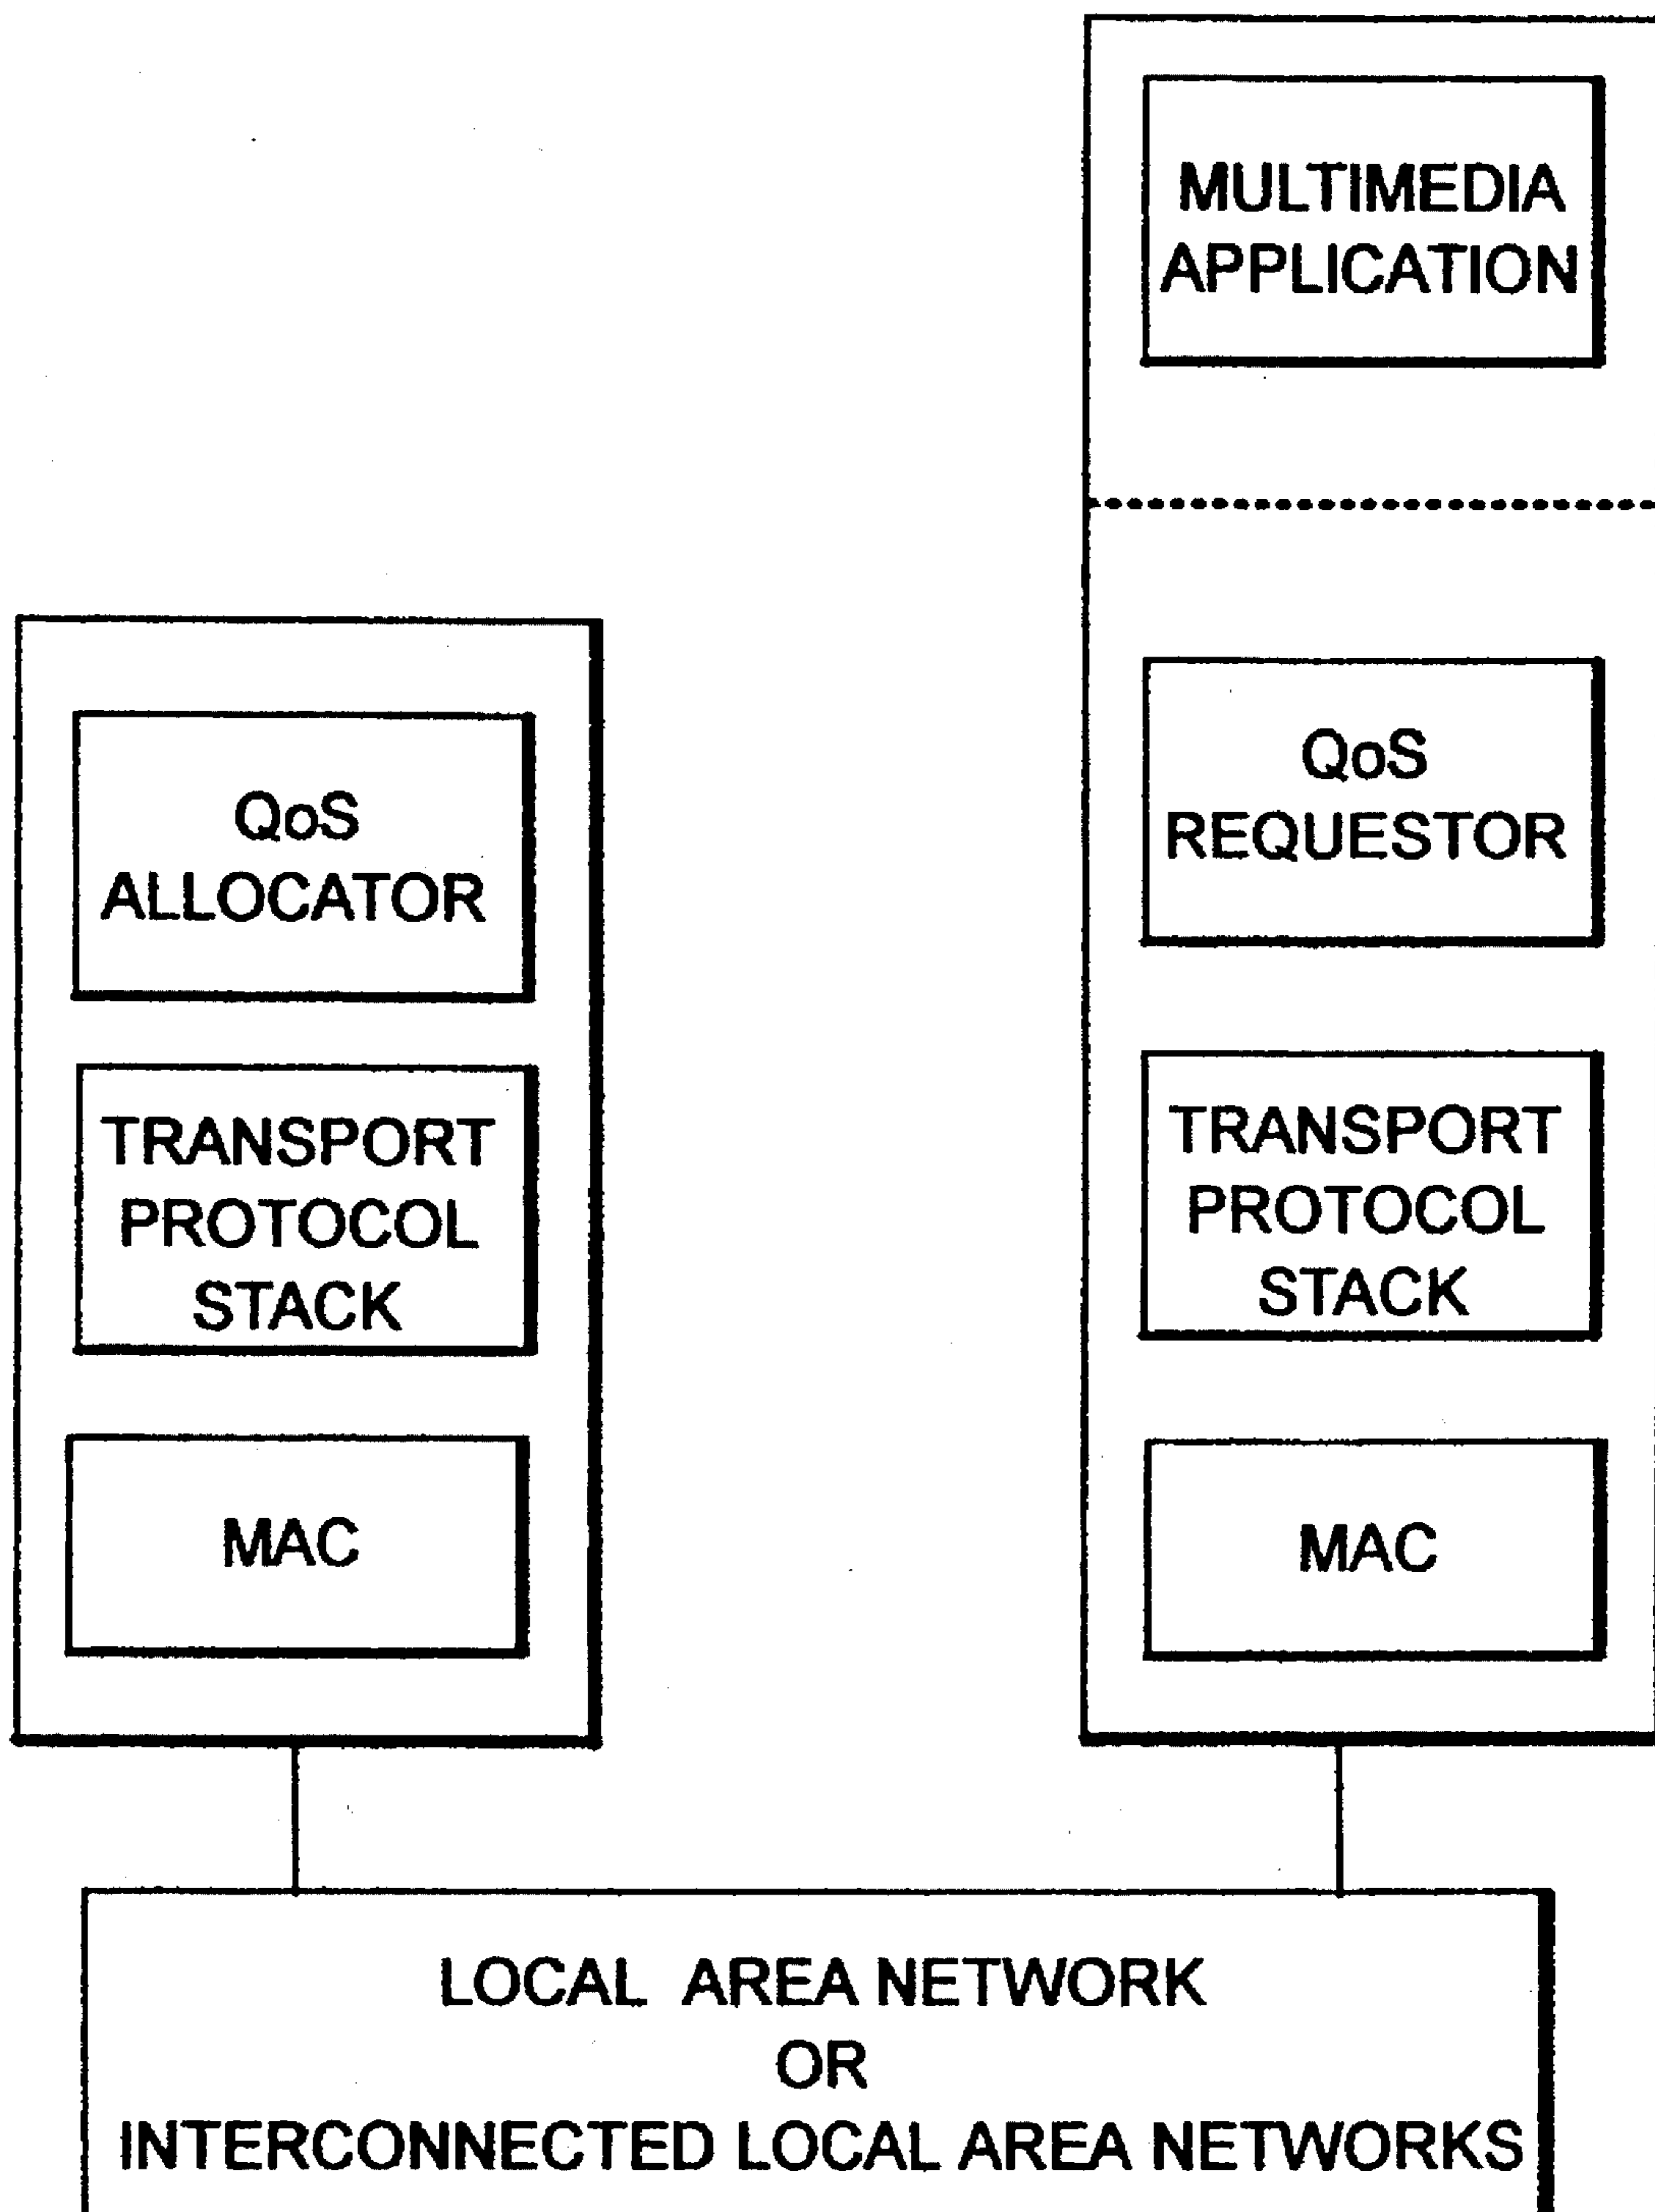 MULTIMEDIA
APPLICATION
QoS
ALLOCATOR
TRANSPORT
PROTOCOL
STACK
MAC
QoS
REQUESTOR
TRANSPORT
PROTOCOL
STACK
MAC
LOCAL AREA NETWORK
OR
INTERCONNECTED LOCAL AREA NETWORKS